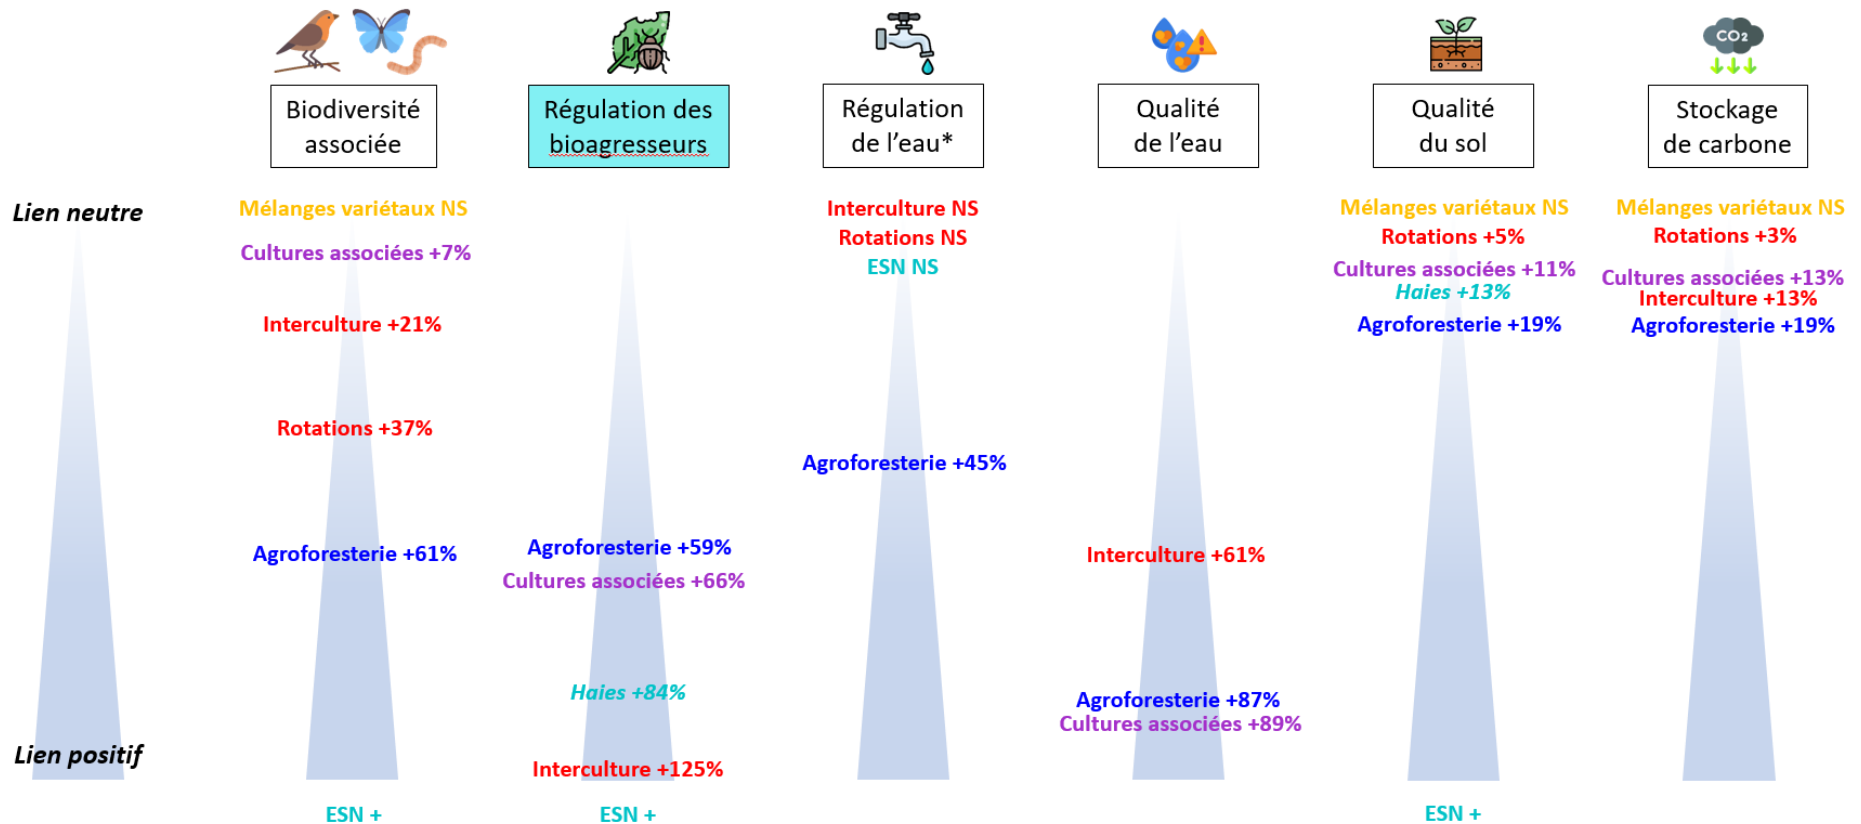 CO₂
Biodiversité
associée
Régulation des
bioagresseurs
Régulation
de l'eau*
Qualité
de l'eau
Qualité
du sol
Stockage
de carbone
Lien neutre
Lien positif
Mélanges variétaux NS
Cultures associées +7%
Interculture +21%
Rotations +37%
Agroforesterie +61%
ESN +
Agroforesterie +59%
Cultures associées +66%
Haies +84%
Interculture +125%
ESN +
Interculture NS
Rotations NS
ESN NS
Agroforesterie +45%
Interculture +61%
Agroforesterie +87%
Cultures associées +89%
Mélanges variétaux NS
Rotations +5%
Cultures associées +11%
Haies +13%
Agroforesterie +19%
ESN +
Mélanges variétaux NS
Rotations +3%
Cultures associées +13%
Interculture +13%
Agroforesterie +19%